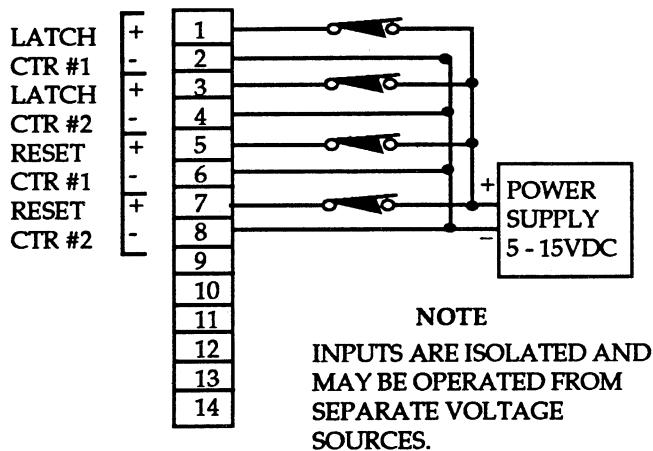 LATCH + 1
CTR #1 - 2
LATCH + 3
CTR #2 - 4
RESET + 5
CTR #1 - 6
RESET + 7
CTR #2 - 8
9
10
11
12
13
14
+ POWER
SUPPLY
– 5 - 15VDC
NOTE
INPUTS ARE ISOLATED AND
MAY BE OPERATED FROM
SEPARATE VOLTAGE
SOURCES.